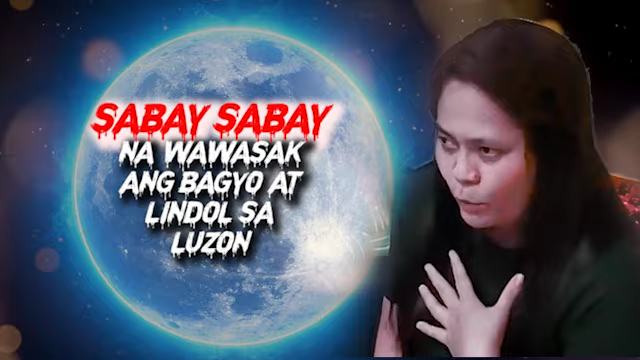 SABAY SABAY
NA WAWASAK
ANG BAGYO AT
LINDOL SA
LUZON